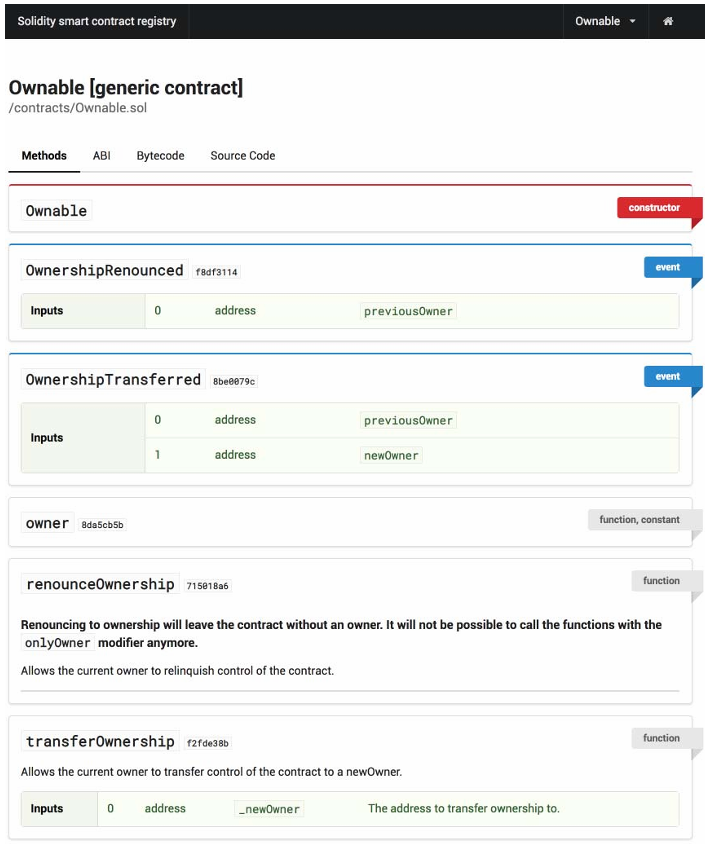 Solidity smart contract registry
Ownable
Ownable [generic contract]
/contracts/Ownable.sol
Methods ABI Bytecode Source Code
Ownable constructor
OwnershipRenounced f8df3114 event
Inputs 0 address previousOwner
OwnershipTransferred 8be0079c event
Inputs
0 address previousOwner
1 address newOwner
owner 8da5cb5b function, constant
renounceOwnership 715018a6 function
Renouncing to ownership will leave the contract without an owner. It will not be possible to call the functions with the
onlyOwner modifier anymore.
Allows the current owner to relinquish control of the contract.
transferOwnership f2fde38b function
Allows the current owner to transfer control of the contract to a newOwner.
Inputs 0 address _newOwner The address to transfer ownership to.